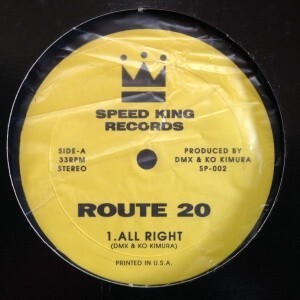 SPEED KING
RECORDS
SIDE-A
33RPM
STEREO
PRODUCED BY
DMX & KO KIMURA
SP-002
ROUTE 20
1.ALL RIGHT
(DMX & KO KIMURA)
PRINTED IN U.S.A.